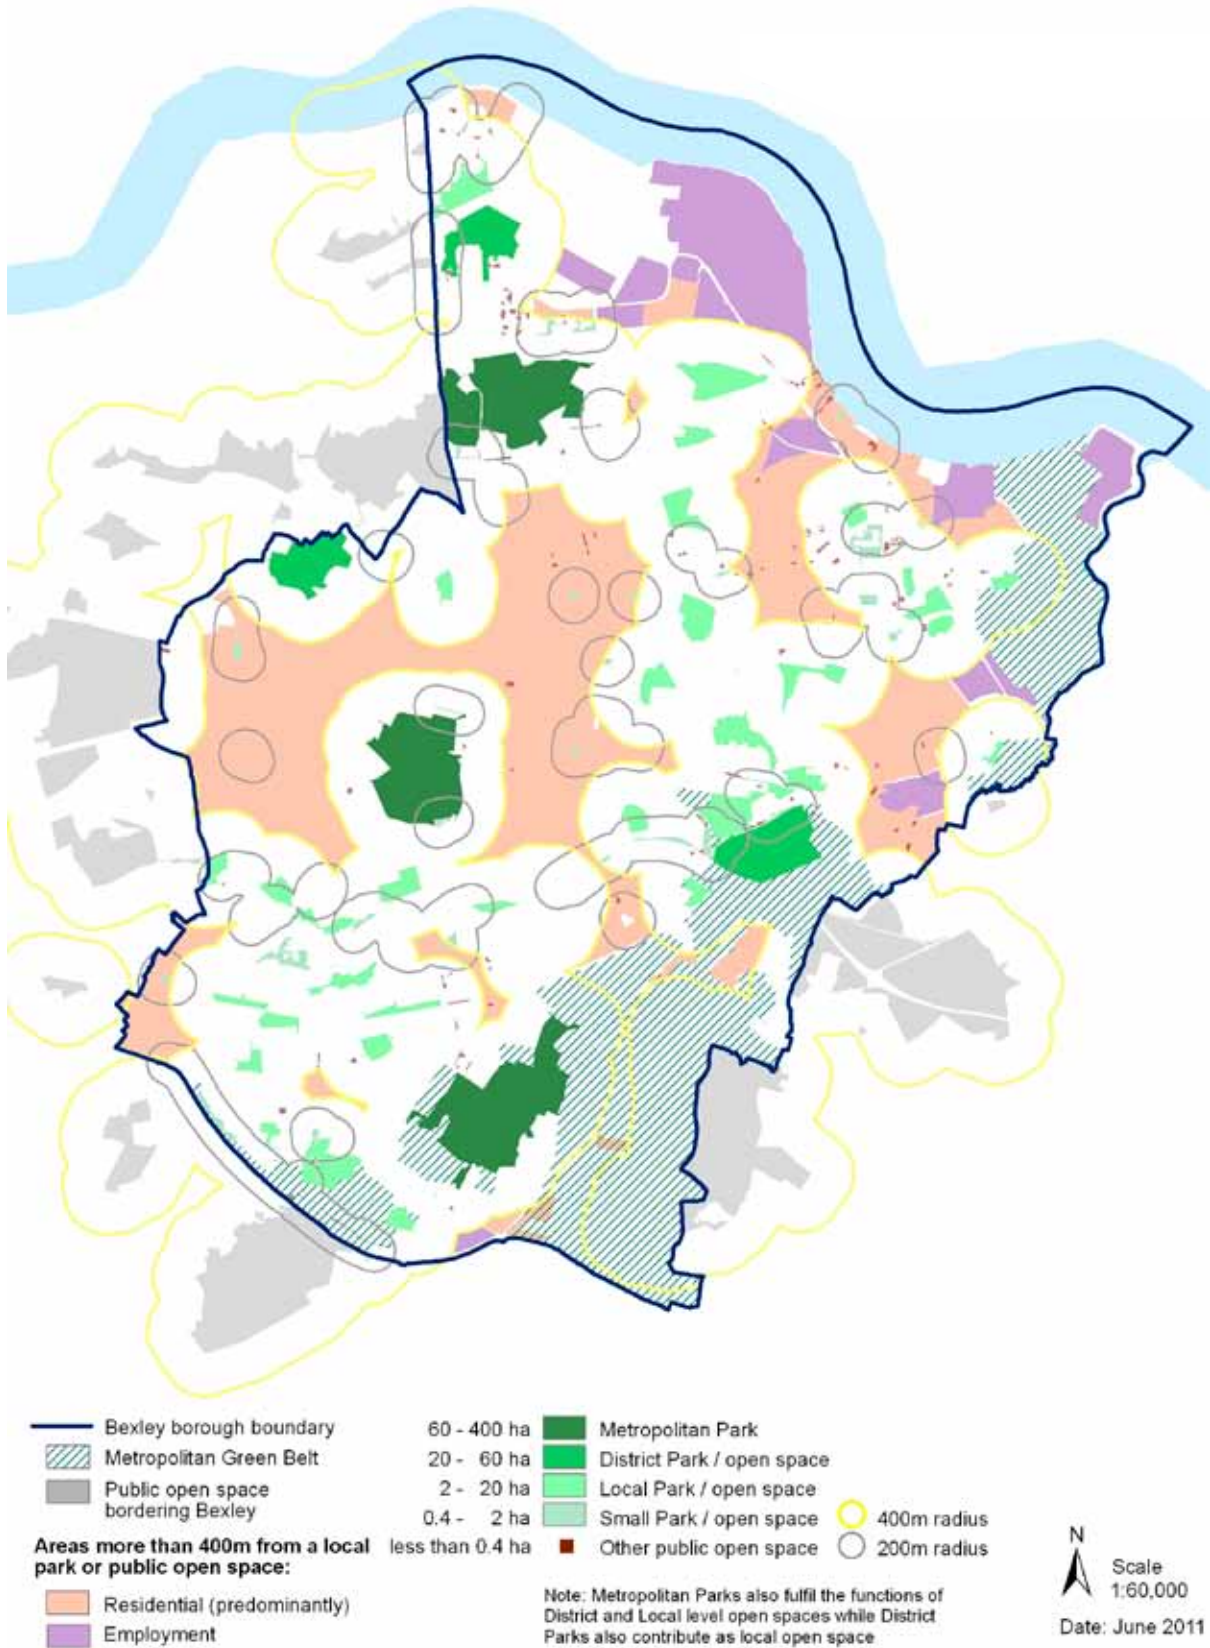 Bexley borough boundary
Metropolitan Green Belt
Public open space
bordering Bexley
Areas more than 400m from a local
park or public open space:
Residential (predominantly)
Employment
60 - 400 ha Metropolitan Park
20 - 60 ha District Park / open space
2 - 20 ha Local Park / open space
0.4 - 2 ha Small Park / open space
less than 0.4 ha Other public open space
400m radius
200m radius
Note: Metropolitan Parks also fulfil the functions of
District and Local level open spaces while District
Parks also contribute as local open space
N
Scale
1:60,000
Date: June 2011